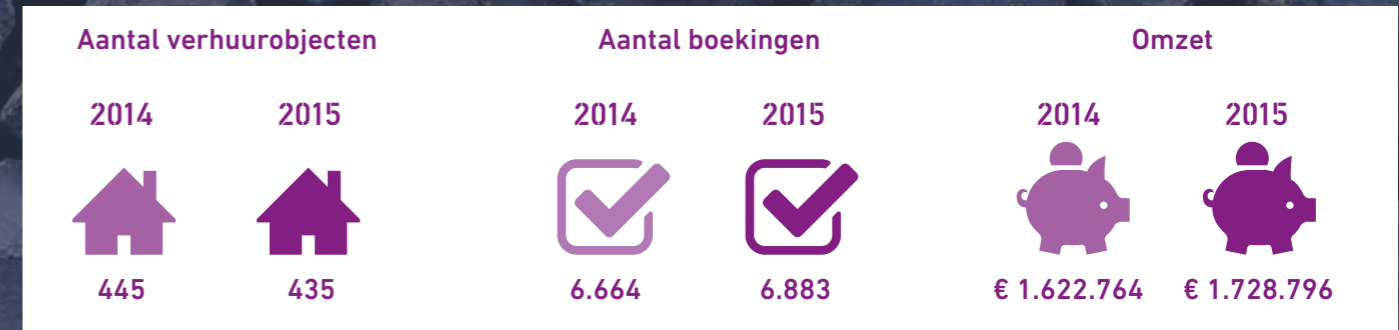 Aantal verhuurobjecten
2014 2015
445 435
Aantal boekingen
2014 2015
6.664 6.883
Omzet
2014 2015
€ 1.622.764 € 1.728.796